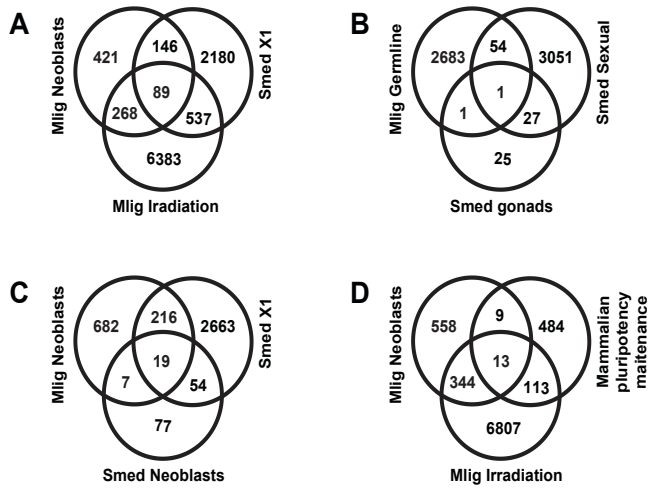 A
B
421
146
2180
89
268
537
6383
Mlig Neoblasts
Smed X1
Mlig Iradiation
2683
54
3051
1
1
27
25
Mlig Germline
Smed Sexual
Smed gonads
C
D
682
216
2663
19
7
54
77
Mlig Neoblasts
Smed X1
Smed Neoblasts
558
9
484
13
344
113
6807
Mlig Neoblasts
Mammalian
pluripotency
maitenance
Mlig Irradiation